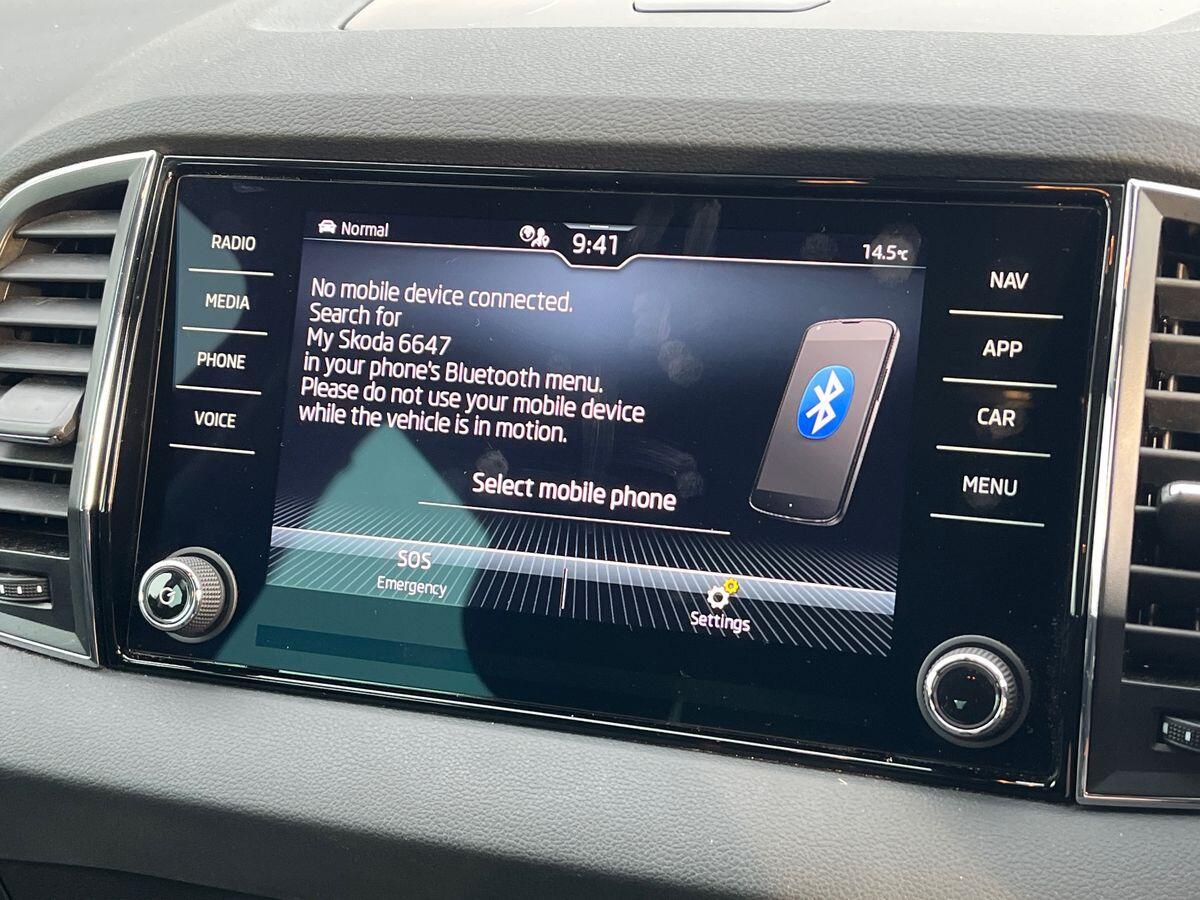 Normal
9:41
14.5°C
RADIO
MEDIA
PHONE
VOICE
No mobile device connected.
Search for
My Skoda 6647
in your phone's Bluetooth menu.
Please do not use your mobile device
while the vehicle is in motion.
Select mobile phone
SOS
Emergency
Settings
NAV
APP
CAR
MENU